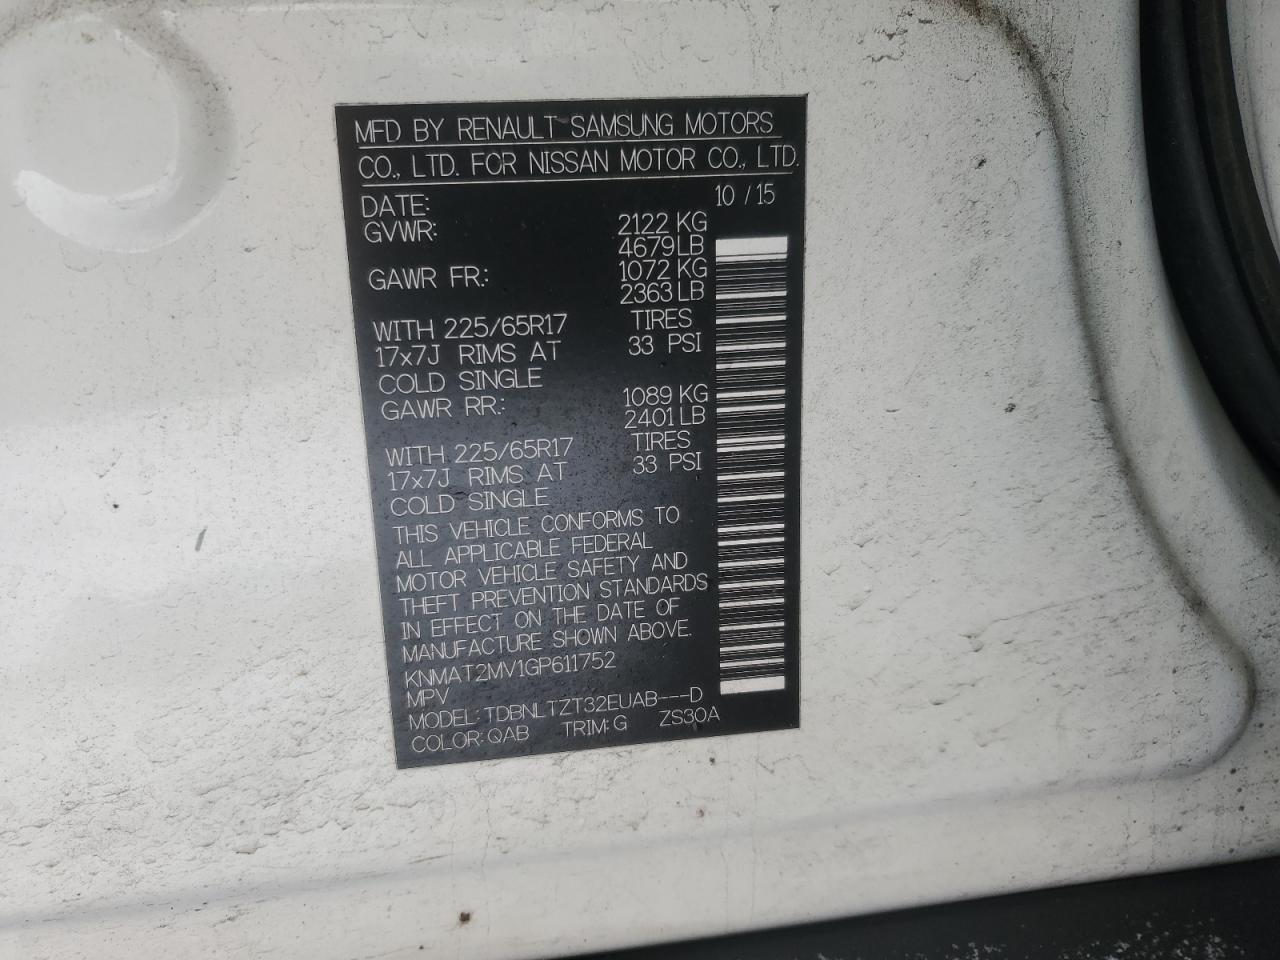 MFD BY RENAULT SAMSUNG MOTORS
CO., LTD. FOR NISSAN MOTOR CO., LTD.
DATE: 10 / 15
GVWR: 2122 KG
4679 LB
GAWR FR.: 1072 KG
2363 LB
WITH 225/65R17 TIRES
17x7J RIMS AT 33 PSI
COLD SINGLE
GAWR RR.: 1089 KG
2401 LB
WITH 225/65R17 TIRES
17x7J RIMS AT 33 PSI
COLD SINGLE
THIS VEHICLE CONFORMS TO
ALL APPLICABLE FEDERAL
MOTOR VEHICLE SAFETY AND
THEFT PREVENTION STANDARDS
IN EFFECT ON THE DATE OF
MANUFACTURE SHOWN ABOVE.
KNMAT2MV1GP611752
MPV
MODEL: TDBNLTZT32EUAB---D
COLOR: QAB TRIM: G ZS30A